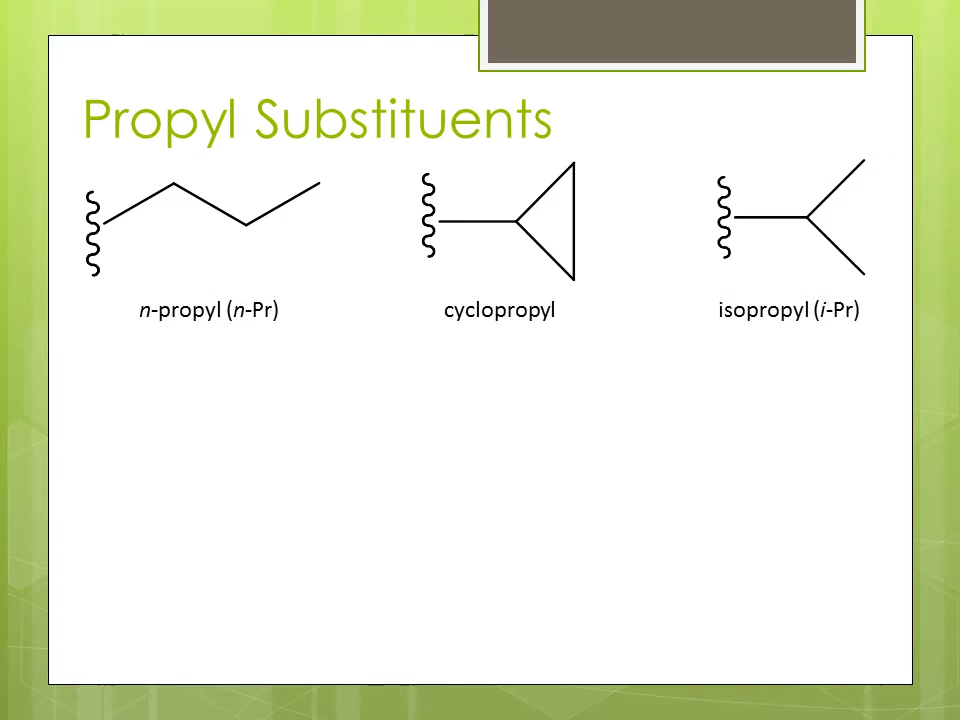 Propyl Substituents
n-propyl (n-Pr)
cyclopropyl
isopropyl (i-Pr)